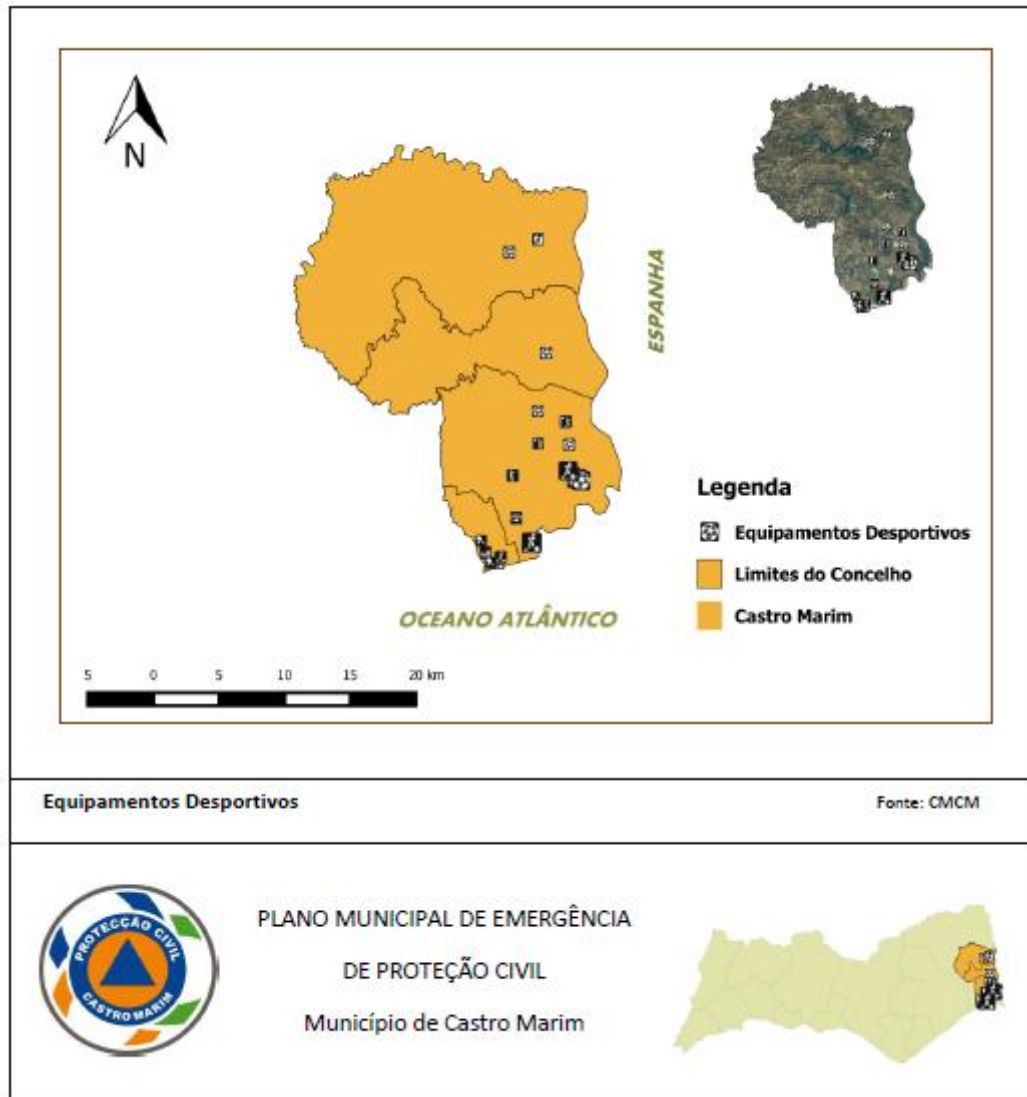 N
ESPANHA
Legenda
Equipamentos Desportivos
Limites do Concelho
Castro Marim
OCEANO ATLÂNTICO
5 0 5 10 15 20 km
Equipamentos Desportivos
Fonte: CMCM
PROTECÇÃO CIVIL
CASTRO MARIM
PLANO MUNICIPAL DE EMERGÊNCIA
DE PROTEÇÃO CIVIL
Município de Castro Marim